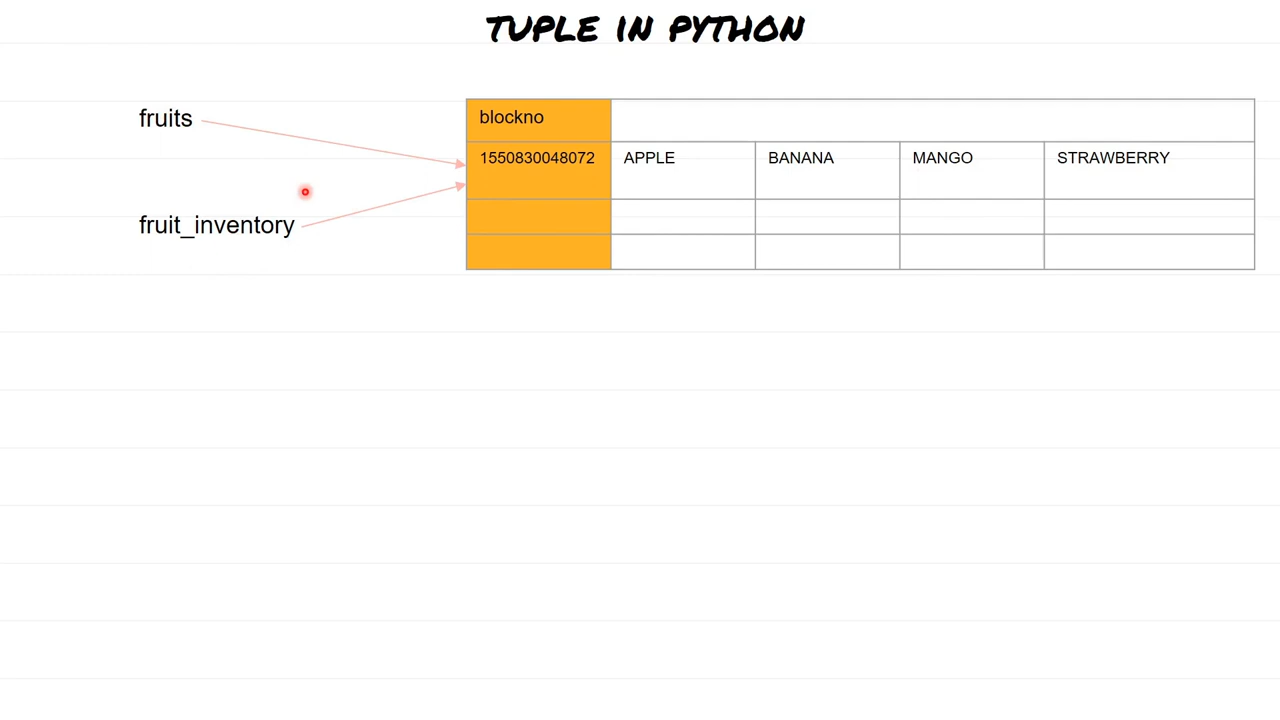 TUPLE IN PYTHON
fruits
blockno
1550830048072 APPLE BANANA MANGO STRAWBERRY
fruit_inventory